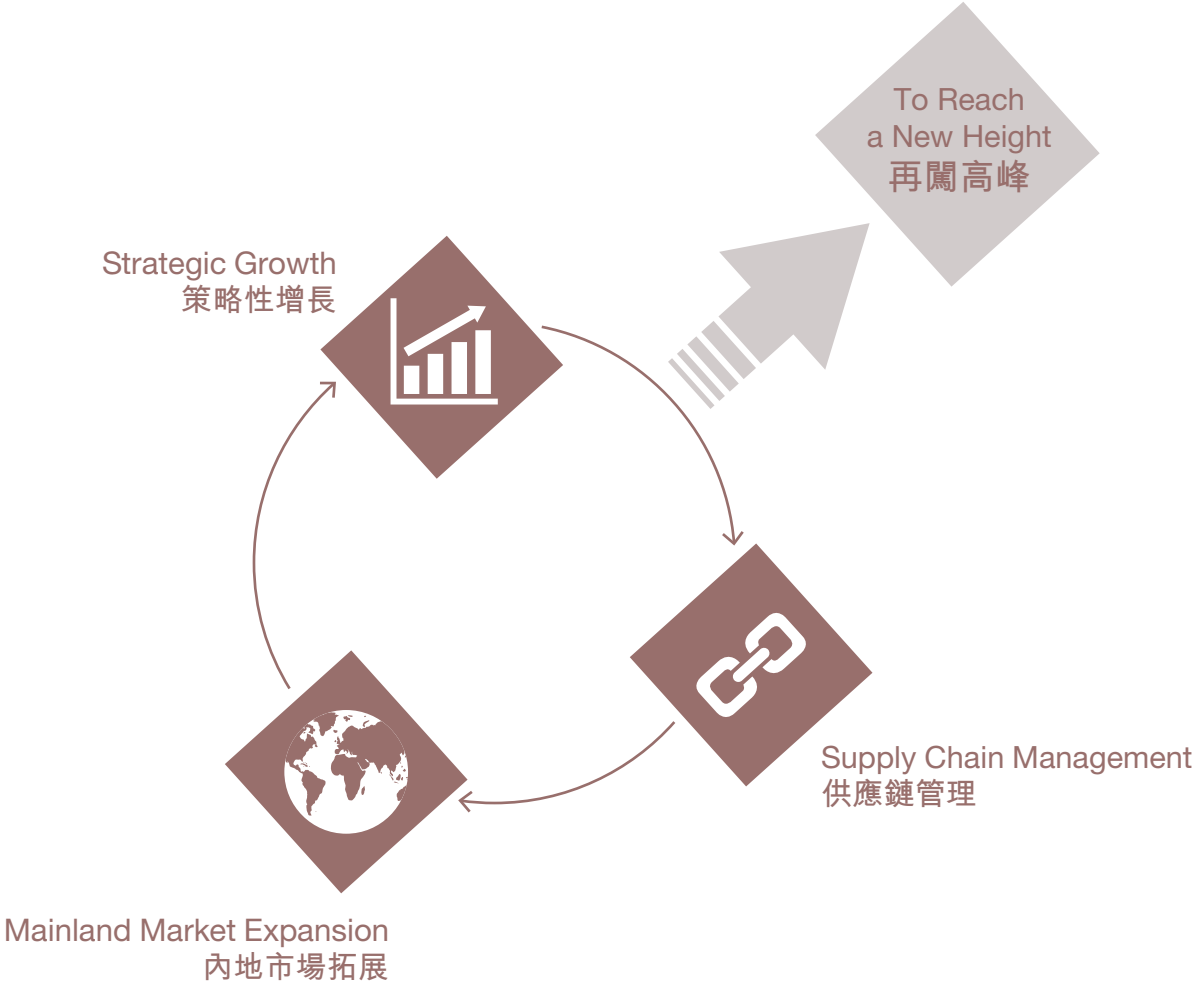 To Reach
a New Height
再闖高峰
Strategic Growth
策略性增長
Supply Chain Management
供應鏈管理
Mainland Market Expansion
內地市場拓展